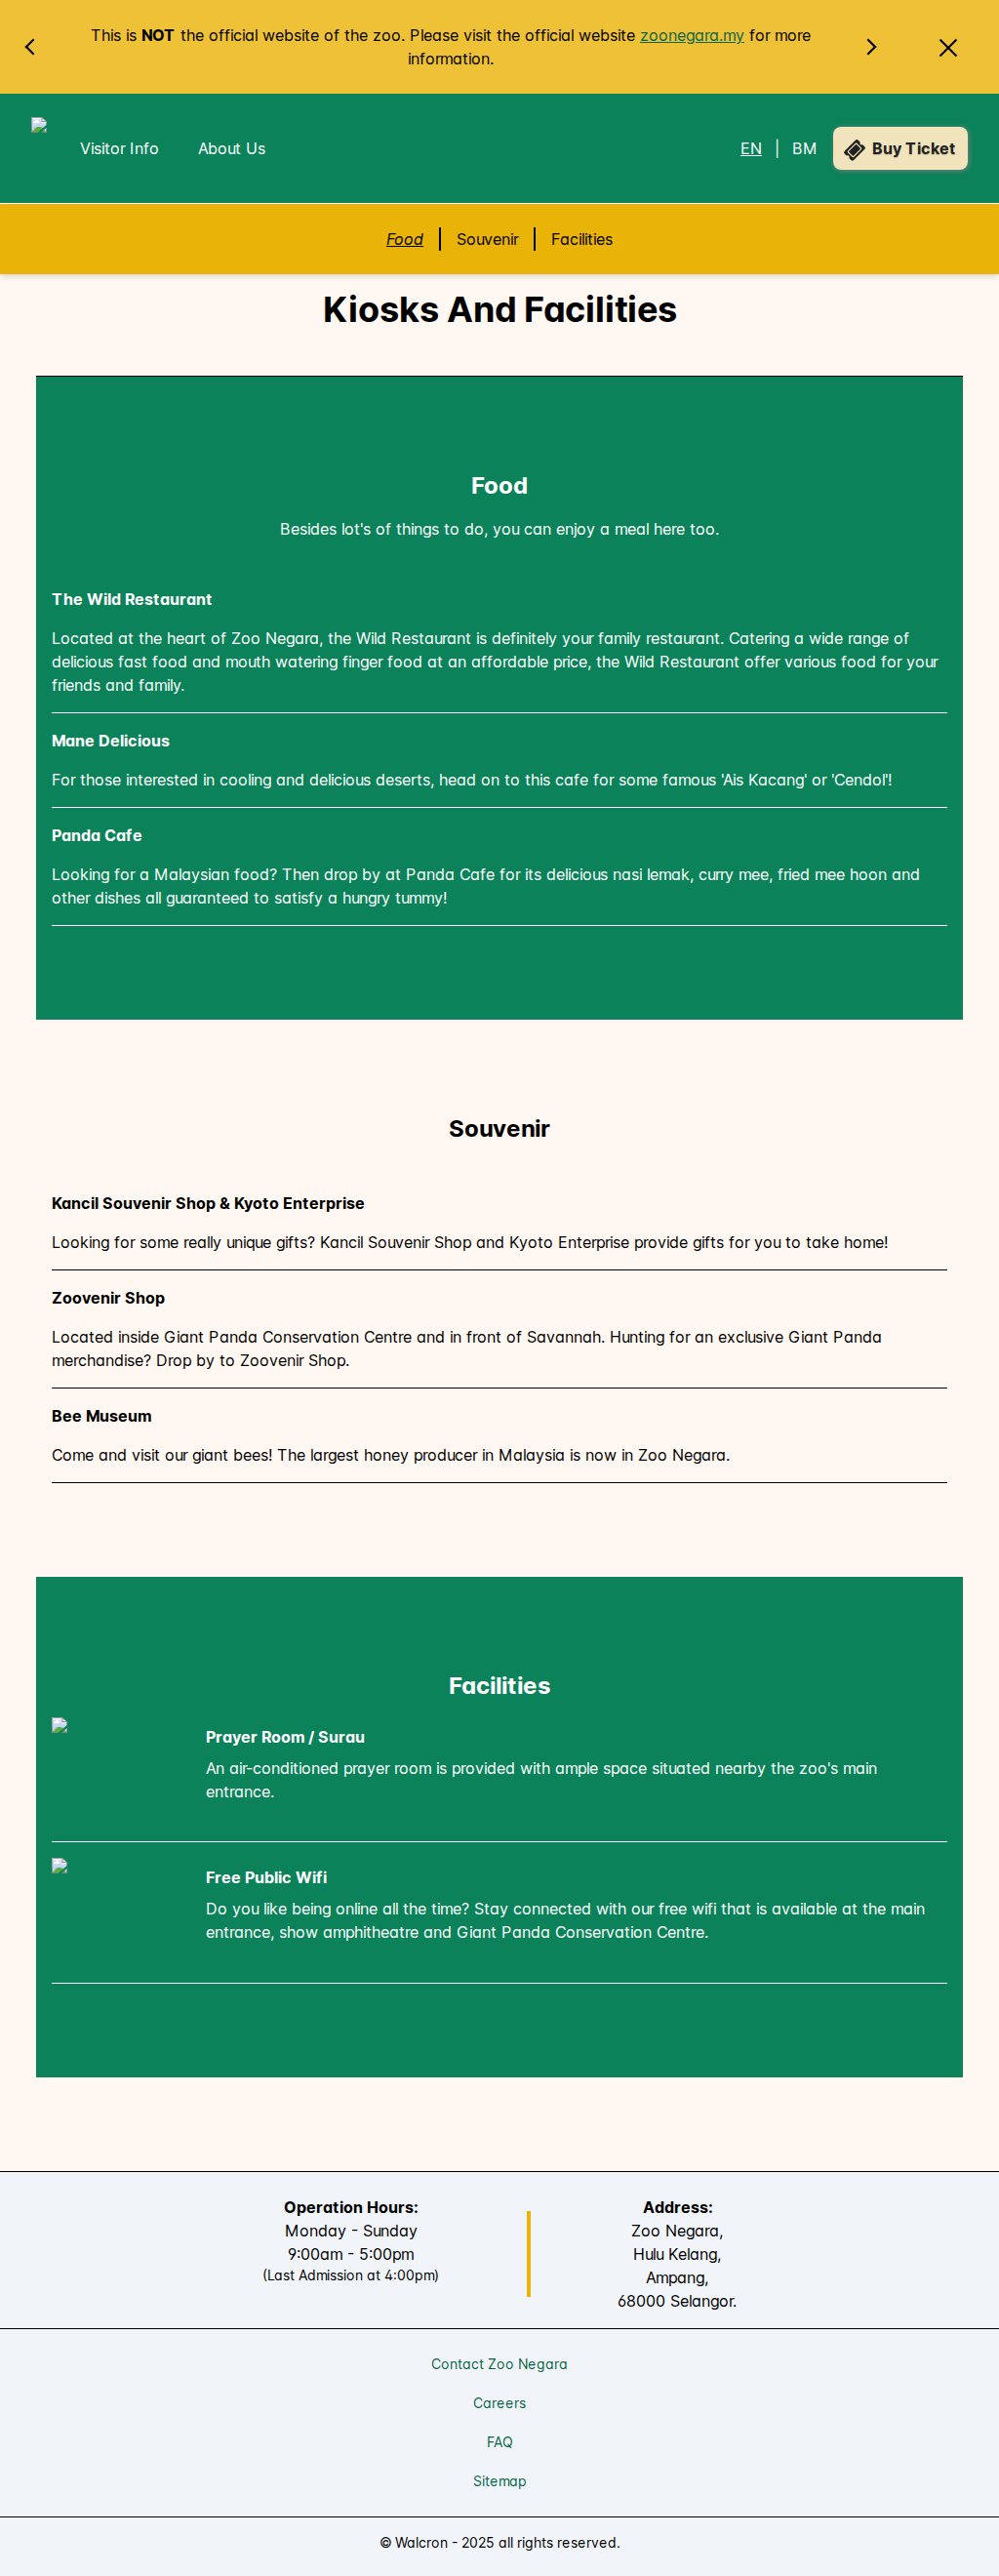 This is NOT the official website of the zoo. Please visit the official website zoonegara.my for more
information.
Visitor Info
About Us
EN | BM
Buy Ticket
Food
Souvenir
Facilities
Kiosks And Facilities
Food
Besides lot's of things to do, you can enjoy a meal here too.
The Wild Restaurant
Located at the heart of Zoo Negara, the Wild Restaurant is definitely your family restaurant. Catering a wide range of
delicious fast food and mouth watering finger food at an affordable price, the Wild Restaurant offer various food for your
friends and family.
Mane Delicious
For those interested in cooling and delicious deserts, head on to this cafe for some famous 'Ais Kacang' or 'Cendol'!
Panda Cafe
Looking for a Malaysian food? Then drop by at Panda Cafe for its delicious nasi lemak, curry mee, fried mee hoon and
other dishes all guaranteed to satisfy a hungry tummy!
Souvenir
Kancil Souvenir Shop & Kyoto Enterprise
Looking for some really unique gifts? Kancil Souvenir Shop and Kyoto Enterprise provide gifts for you to take home!
Zoovenir Shop
Located inside Giant Panda Conservation Centre and in front of Savannah. Hunting for an exclusive Giant Panda
merchandise? Drop by to Zoovenir Shop.
Bee Museum
Come and visit our giant bees! The largest honey producer in Malaysia is now in Zoo Negara.
Facilities
Prayer Room / Surau
An air-conditioned prayer room is provided with ample space situated nearby the zoo's main
entrance.
Free Public Wifi
Do you like being online all the time? Stay connected with our free wifi that is available at the main
entrance, show amphitheatre and Giant Panda Conservation Centre.
Operation Hours:
Monday - Sunday
9:00am - 5:00pm
(Last Admission at 4:00pm)
Address:
Zoo Negara,
Hulu Kelang,
Ampang,
68000 Selangor.
Contact Zoo Negara
Careers
FAQ
Sitemap
© Walcron - 2025 all rights reserved.